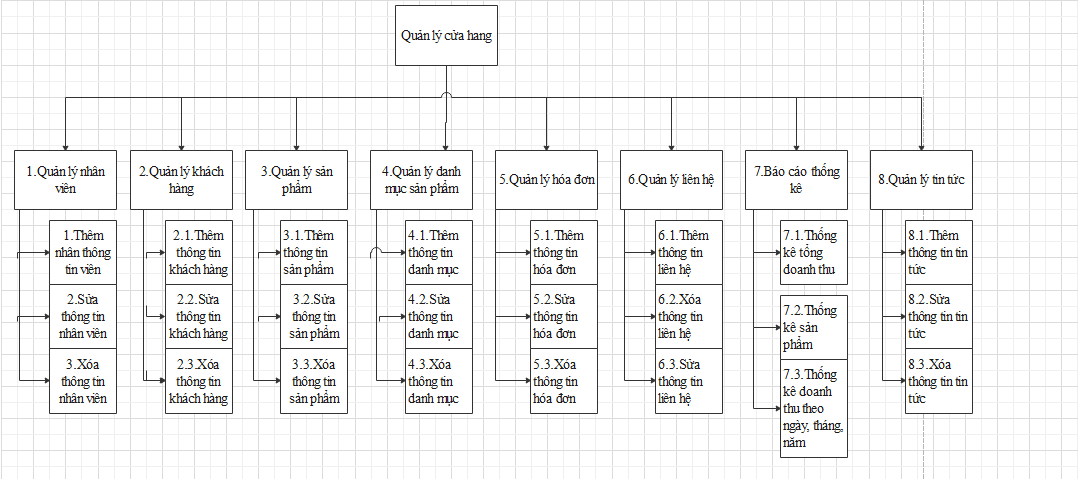 Quản lý cửa hang
1.Quản lý nhân
viên
2.Quản lý khách
hàng
3.Quản lý sản
phẩm
4.Quản lý danh
mục sản phẩm
5.Quản lý hóa đơn
6.Quản lý liên hệ
7.Báo cáo thống
kê
8.Quản lý tin tức
1.Thêm
nhân thông
tin viên
2.Sửa
thông tin
nhân viên
3.Xóa
thông tin
nhân viên
2.1.Thêm
thông tin
khách hàng
2.2.Sửa
thông tin
khách hàng
2.3.Xóa
thông tin
khách hàng
3.1.Thêm
thông tin
sản phẩm
3.2.Sửa
thông tin
sản phẩm
3.3.Xóa
thông tin
sản phẩm
4.1.Thêm
thông tin
danh mục
4.2.Sửa
thông tin
danh mục
4.3.Xóa
thông tin
danh mục
5.1.Thêm
thông tin
hóa đơn
5.2.Sửa
thông tin
hóa đơn
5.3.Xóa
thông tin
hóa đơn
6.1.Thêm
thông tin
liên hệ
6.2.Xóa
thông tin
liên hệ
6.3.Sửa
thông tin
liên hệ
7.1.Thống
kê tổng
doanh thu
7.2.Thống
kê sản
phẩm
7.3.Thống
kê doanh
thu theo
ngày, tháng,
năm
8.1.Thêm
thông tin tin
tức
8.2.Sửa
thông tin tin
tức
8.3.Xóa
thông tin tin
tức